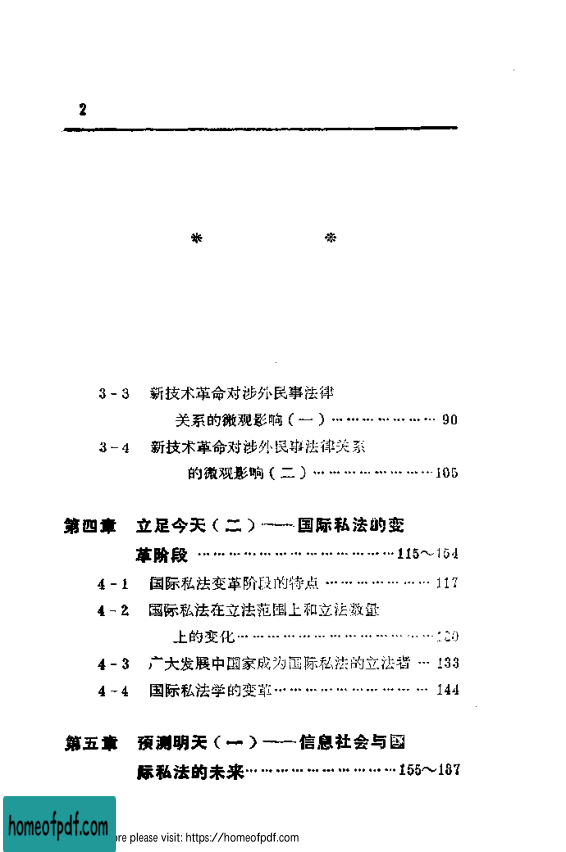 2
* *
3-3 新技术革命对涉外民事法律
关系的微观影响(一)……………………90
3-4 新技术革命对涉外民事法律关系
的微观影响(二)……………………105
第四章 立足今天(二)——国际私法的变
革阶段……………………………………115～154
4-1 国际私法变革阶段的特点…………………117
4-2 国际私法在立法范围上和立法数量
上的变化……………………………………120
4-3 广大发展中国家成为国际私法的立法者…133
4-4 国际私法学的变革……………………………144
第五章 预测明天(一)——信息社会与国
际私法的未来……………………………155～187
homeofpdf.com
re please visit: https://homeofpdf.com